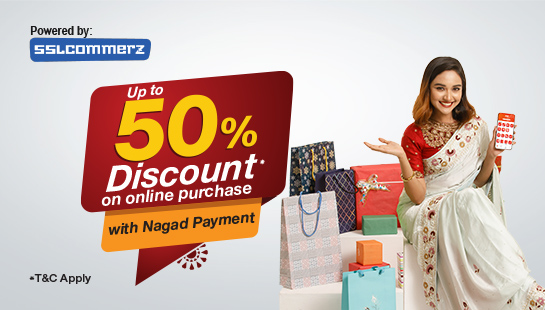 Powered by:
SSLCOMMERZ
Up to
50%
Discount*
on online purchase
with Nagad Payment
*T&C Apply